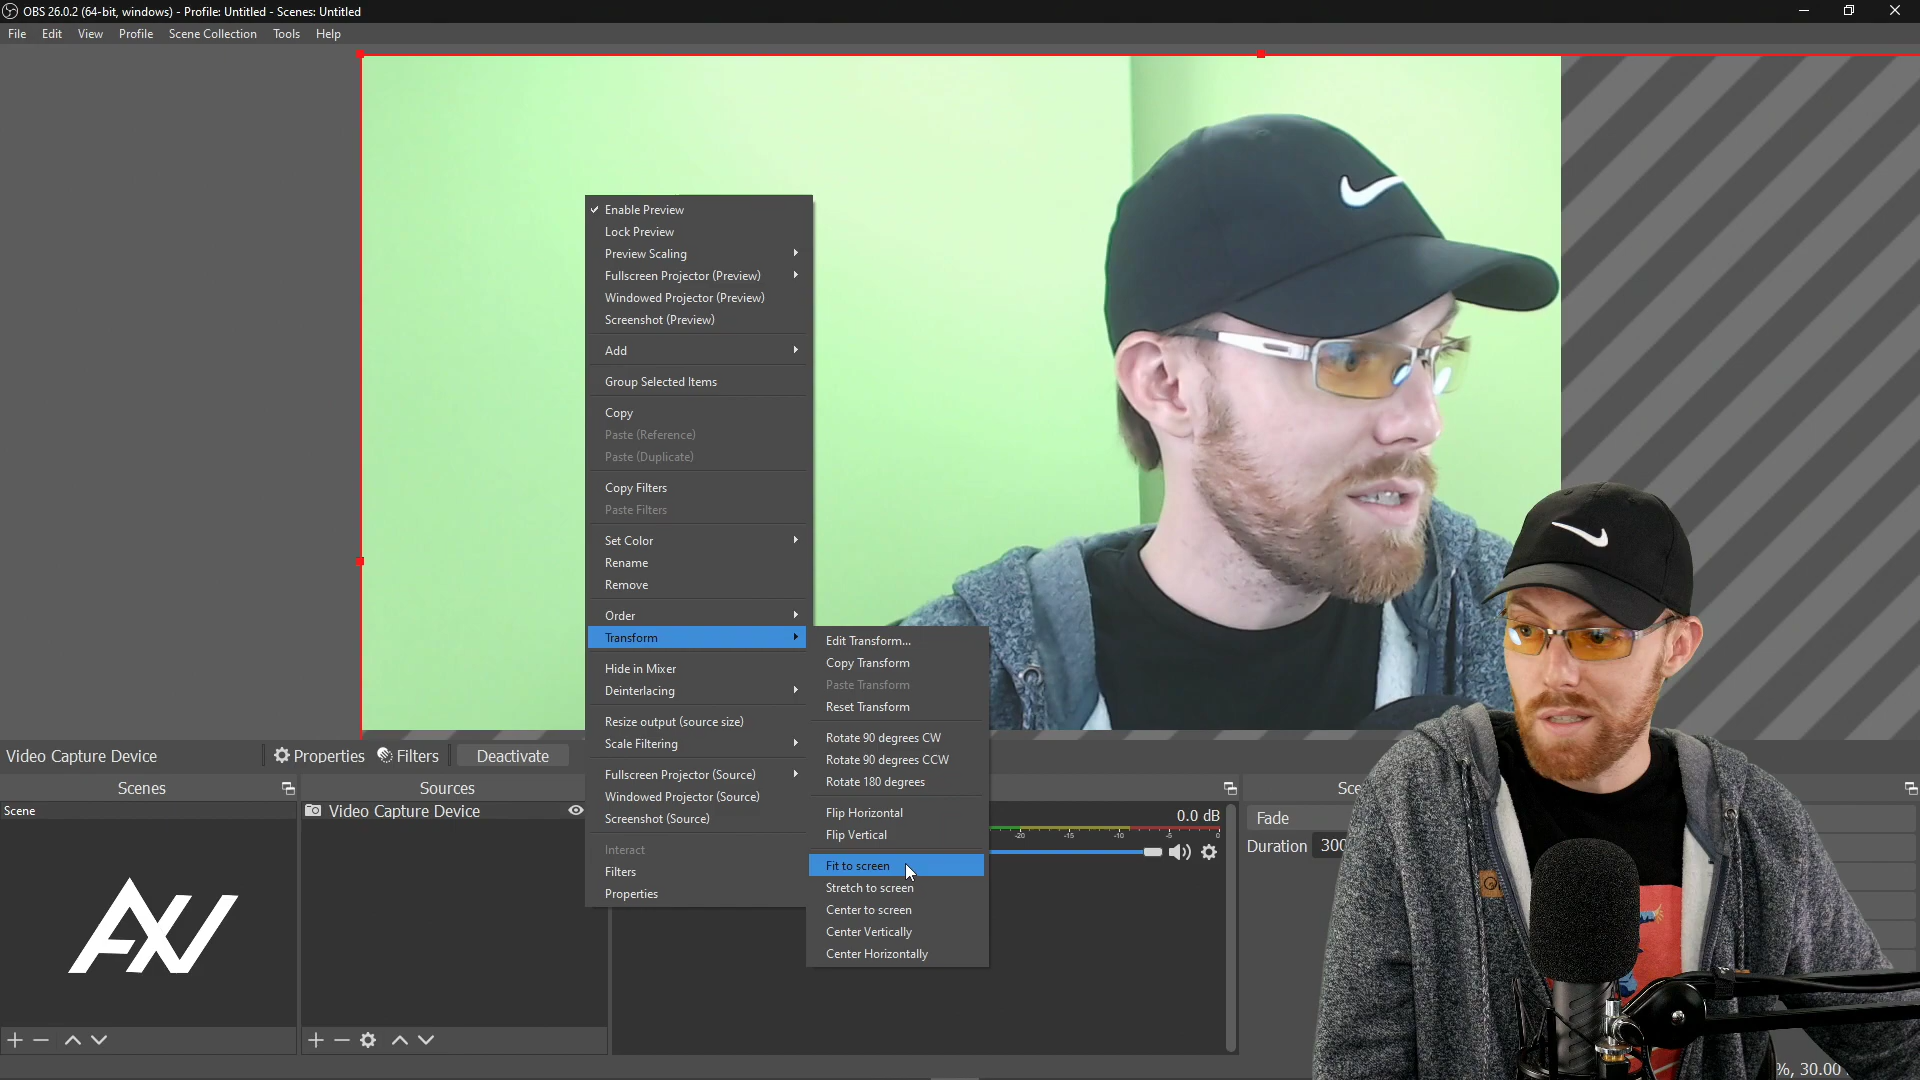 OBS 26.0.2 (64-bit, windows) - Profile: Untitled - Scenes: Untitled
File Edit View Profile Scene Collection Tools Help
Enable Preview
Lock Preview
Preview Scaling
Fullscreen Projector (Preview)
Windowed Projector (Preview)
Screenshot (Preview)
Add
Group Selected Items
Copy
Paste (Reference)
Paste (Duplicate)
Copy Filters
Paste Filters
Set Color
Rename
Remove
Order
Transform
Hide in Mixer
Deinterlacing
Resize output (source size)
Scale Filtering
Fullscreen Projector (Source)
Windowed Projector (Source)
Screenshot (Source)
Interact
Filters
Properties
Edit Transform...
Copy Transform
Paste Transform
Reset Transform
Rotate 90 degrees CW
Rotate 90 degrees CCW
Rotate 180 degrees
Flip Horizontal
Flip Vertical
Fit to screen
Stretch to screen
Center to screen
Center Vertically
Center Horizontally
Video Capture Device Properties Filters Deactivate
Scenes
Scene
Sources
Video Capture Device
0.0 dB
-20 -15 -10 -5 0
Fade
Duration 300
%, 30.00